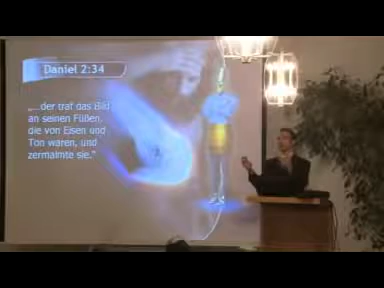 Daniel 2:34
„...der traf das Bild
an seinen Füßen,
die von Eisen und
Ton waren, und
zermalmte sie."